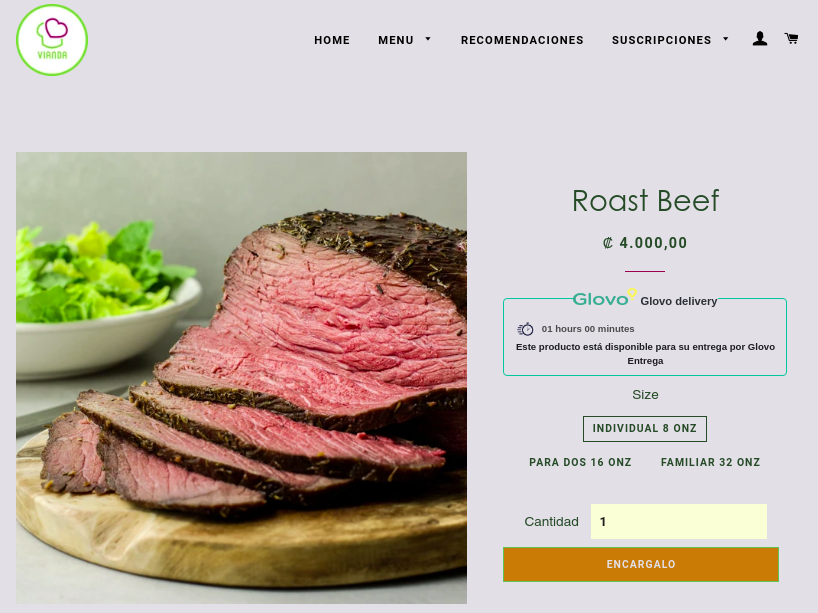 VIANDA
HOME MENU RECOMENDACIONES SUSCRIPCIONES
Roast Beef
₡ 4.000,00
Glovo Glovo delivery
01 hours 00 minutes
Este producto está disponible para su entrega por Glovo
Entrega
Size
INDIVIDUAL 8 ONZ
PARA DOS 16 ONZ FAMILIAR 32 ONZ
Cantidad 1
ENCARGALO